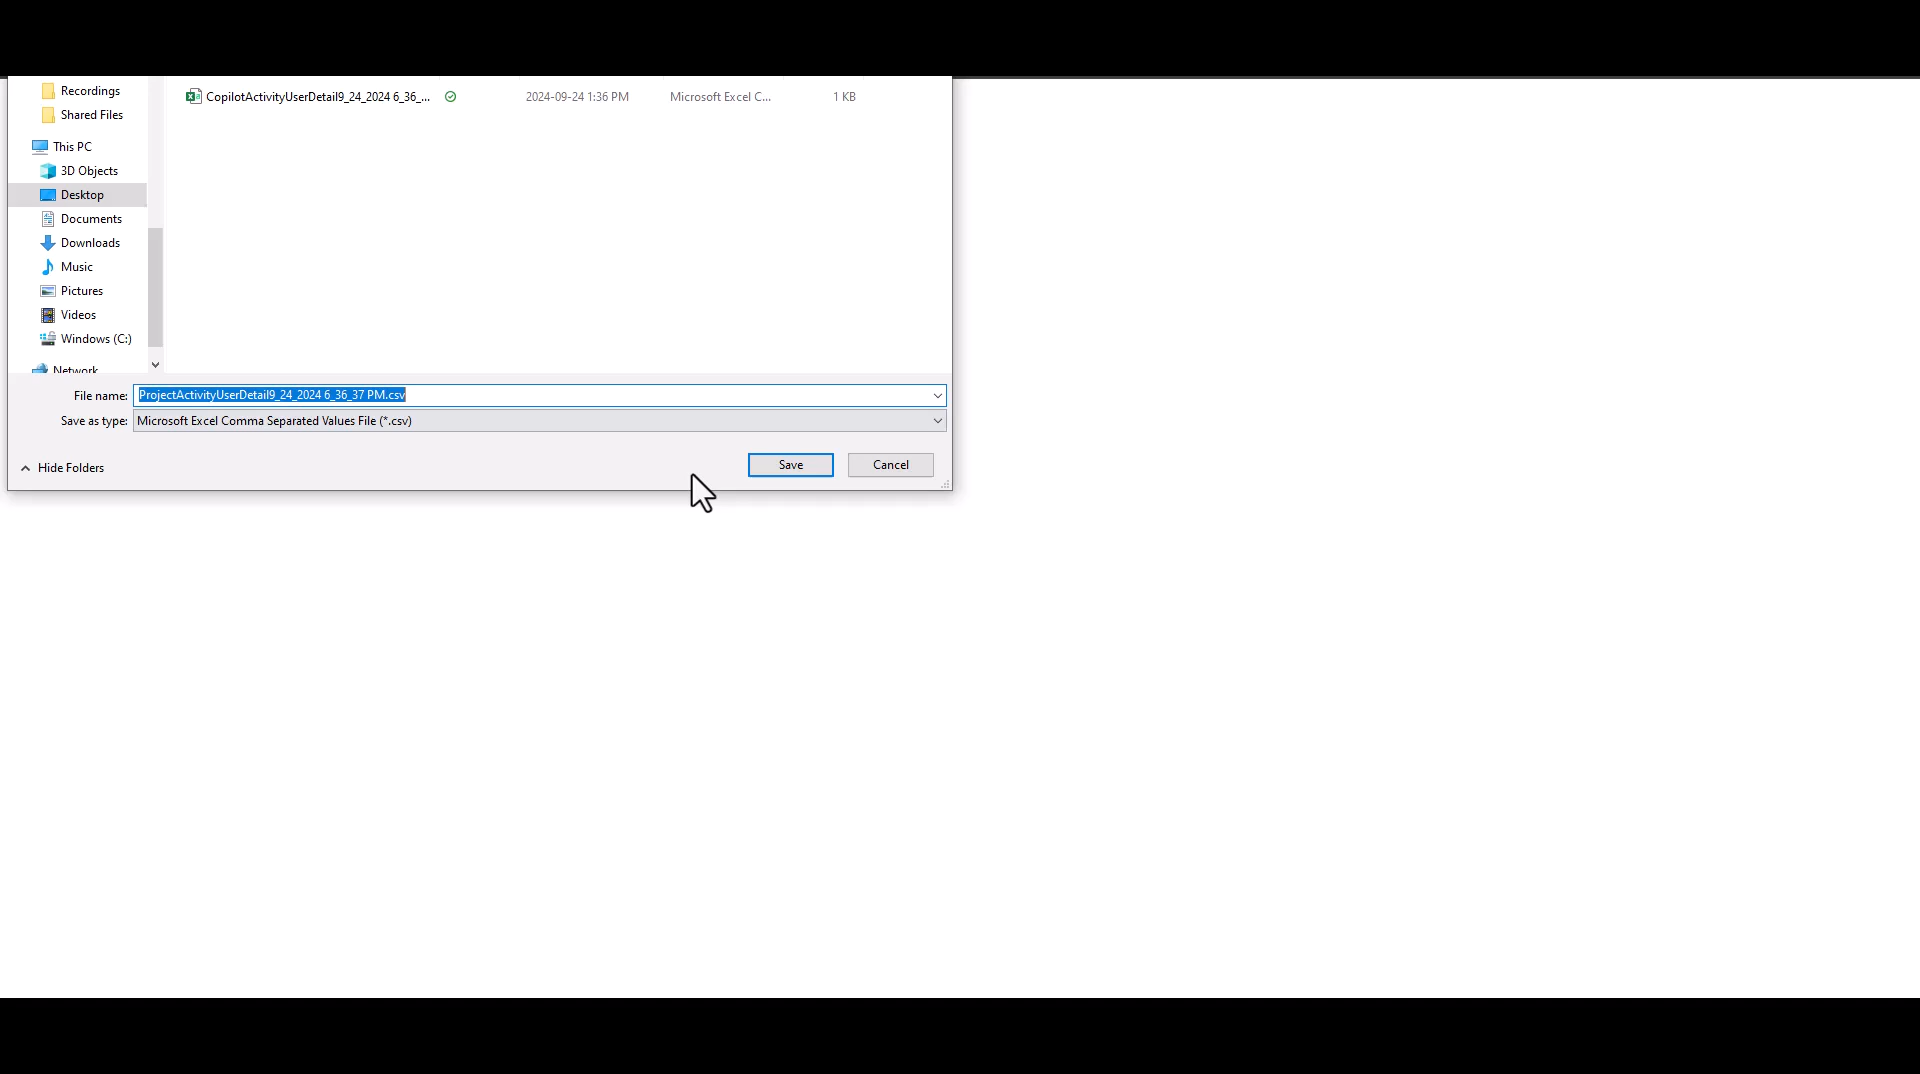 Recordings
CopilotActivityUserDetail9_24_2024 6_36_... 2024-09-24 1:36 PM Microsoft Excel C... 1 KB
Shared Files
This PC
3D Objects
Desktop
Documents
Downloads
Music
Pictures
Videos
Windows (C:)
Network
File name: ProjectActivityUserDetail9_24_2024 6_36_37 PM.csv
Save as type: Microsoft Excel Comma Separated Values File (*.csv)
Hide Folders Save Cancel